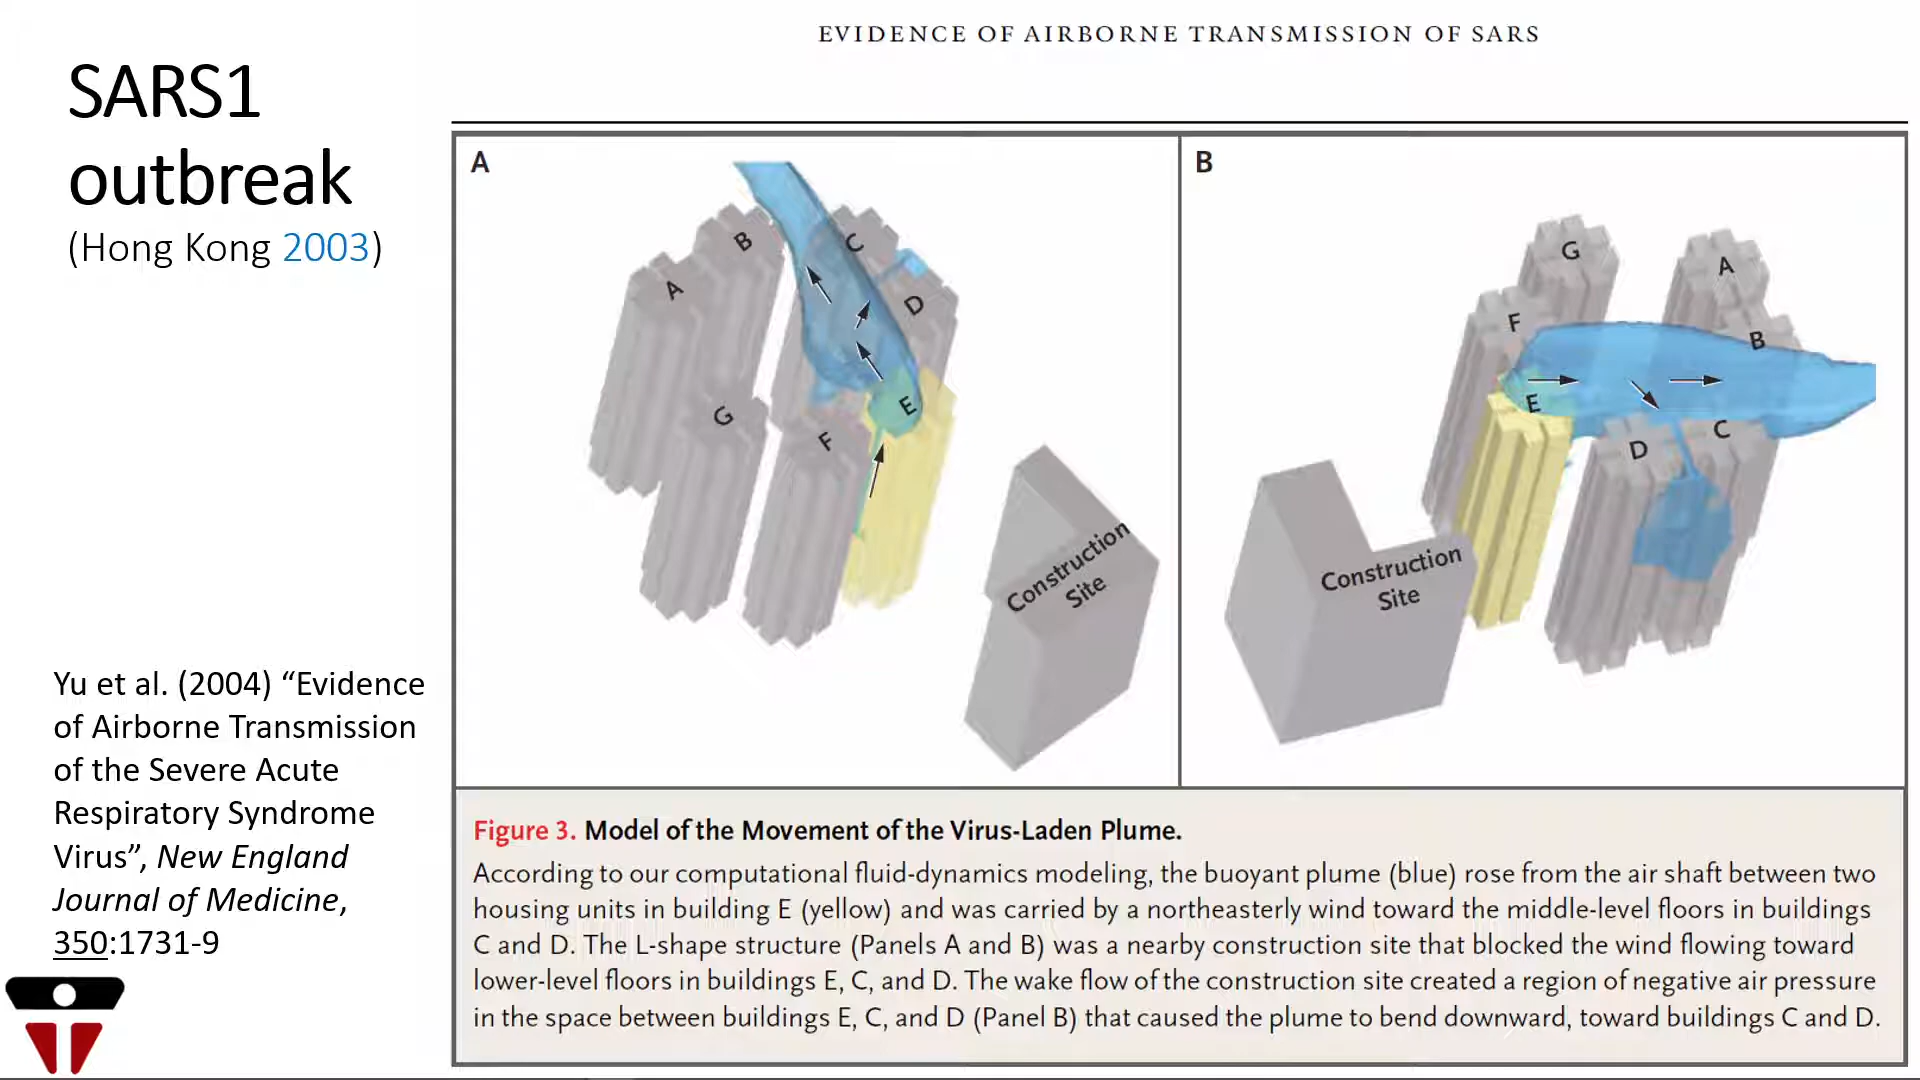 EVIDENCE OF AIRBORNE TRANSMISSION OF SARS
SARS1
outbreak
(Hong Kong 2003)
Yu et al. (2004) “Evidence
of Airborne Transmission
of the Severe Acute
Respiratory Syndrome
Virus”, New England
Journal of Medicine,
350:1731-9
A
B
C
A
D
E
G
F
Construction
Site
B
G
A
F
B
E
C
D
Construction
Site
Figure 3. Model of the Movement of the Virus-Laden Plume.
According to our computational fluid-dynamics modeling, the buoyant plume (blue) rose from the air shaft between two
housing units in building E (yellow) and was carried by a northeasterly wind toward the middle-level floors in buildings
C and D. The L-shape structure (Panels A and B) was a nearby construction site that blocked the wind flowing toward
lower-level floors in buildings E, C, and D. The wake flow of the construction site created a region of negative air pressure
in the space between buildings E, C, and D (Panel B) that caused the plume to bend downward, toward buildings C and D.